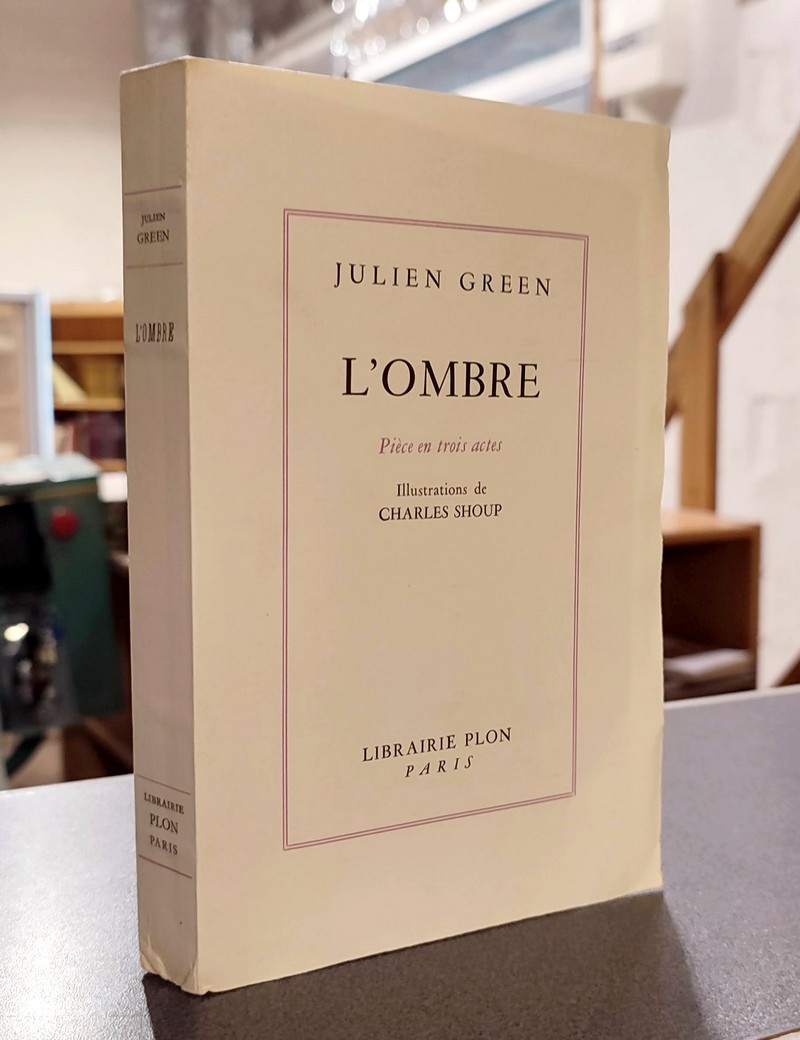 JULIEN
GREEN
L'OMBRE
LIBRAIRIE
PLON
PARIS
JULIEN GREEN
L'OMBRE
Pièce en trois actes
Illustrations de
CHARLES SHOUP
LIBRAIRIE PLON
PARIS